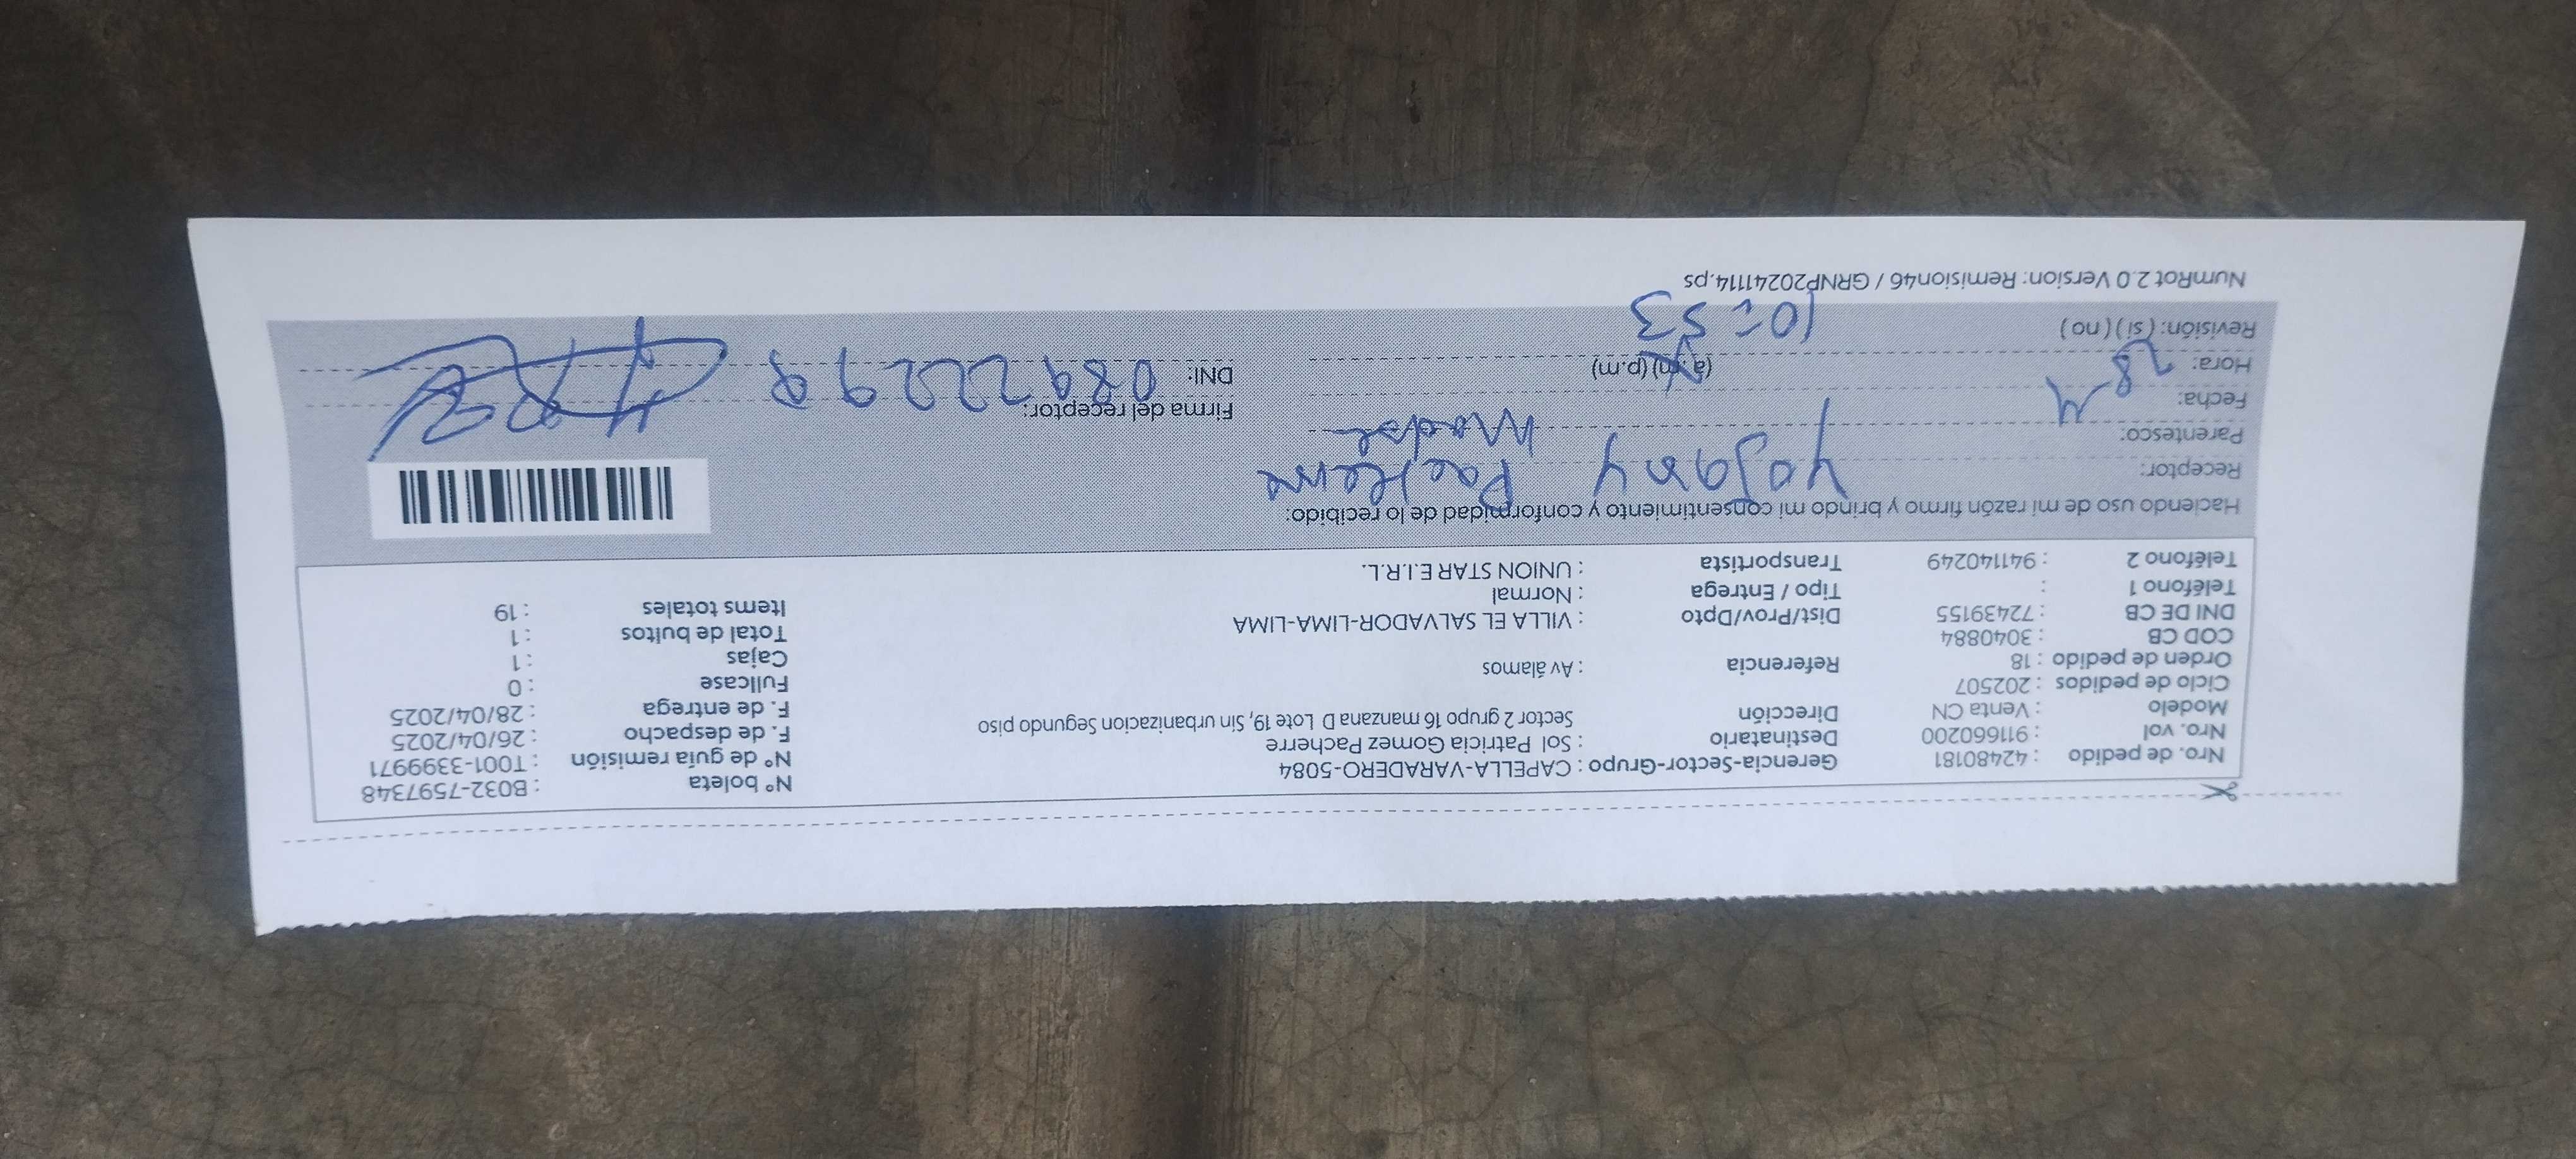 Nro. de pedido : 42480181 Gerencia-Sector-Grupo : CAPELLA-VARADERO-5084 N° boleta : B032-7597348
Nro. vol : 911660200 Destinatario : Sol Patricia Gomez Pacherre N° de guía remisión : T001-3399971
Modelo : Venta CN Dirección Sector 2 grupo 16 manzana D Lote 19, Sin urbanizacion Segundo piso F. de despacho : 26/04/2025
Ciclo de pedidos : 202507 F. de entrega : 28/04/2025
Orden de pedido : 18 Referencia : Av álamos Fullcase : 0
COD CB : 3040884 Cajas : 1
DNI DE CB : 72439155 Dist/Prov/Dpto : VILLA EL SALVADOR-LIMA-LIMA Total de bultos : 1
Teléfono 1 : Tipo / Entrega : Normal Items totales : 19
Teléfono 2 : 941140249 Transportista : UNION STAR E.I.R.L.
Haciendo uso de mi razón firmo y brindo mi consentimiento y conformidad de lo recibido:
Receptor: Yojany
Parentesco: Madre
Fecha: Firma del receptor:
Hora: (a.m) (p.m) DNI:
Revisión: (si) (no) 10:53
NumRot 2.0 Version: Remision46 / GRNP20241114.ps